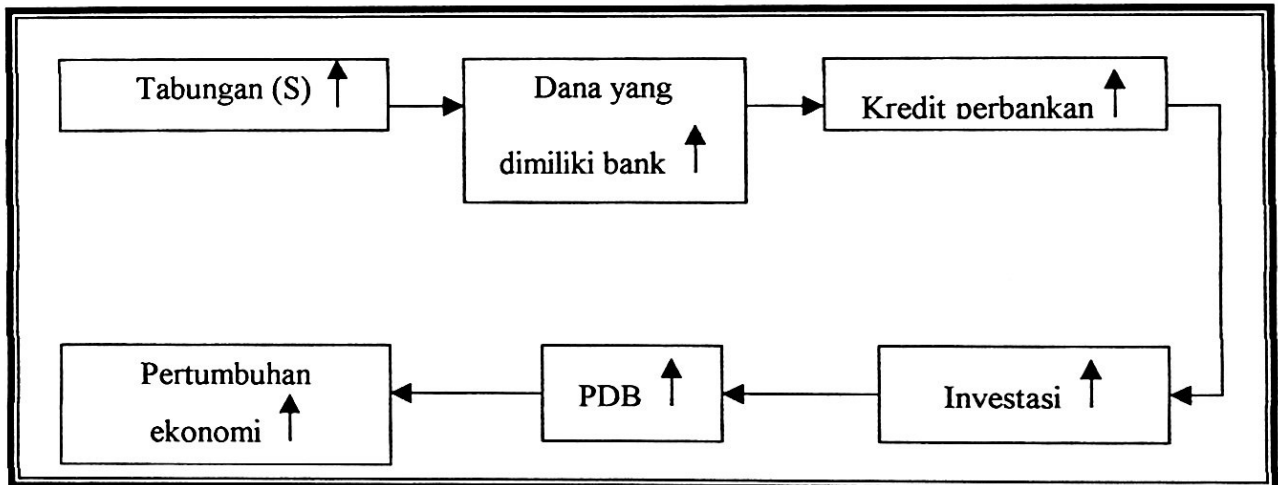 Tabungan (S)
Dana yang
dimiliki bank
Kredit perbankan
Investasi
PDB
Pertumbuhan
ekonomi